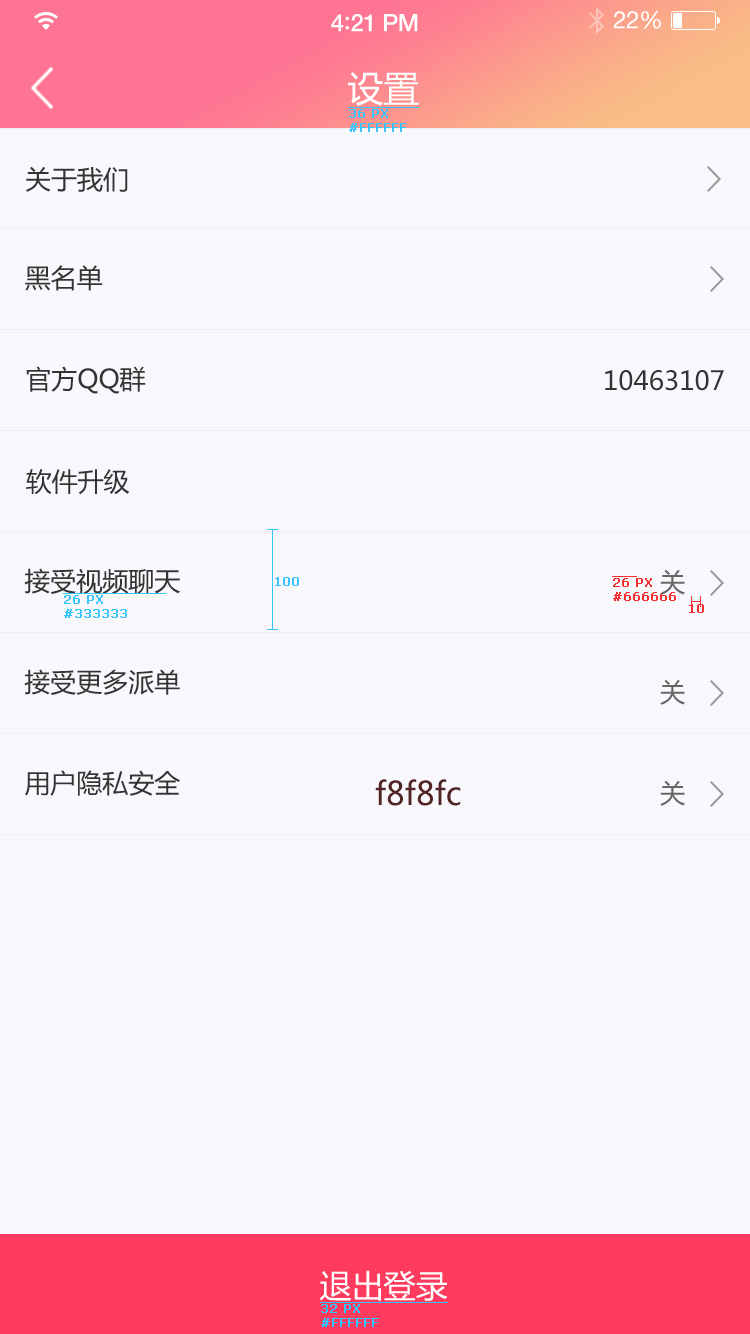 4:21 PM
22%
设置
36 PX
#FFFFFF
关于我们
黑名单
官方QQ群
10463107
软件升级
接受视频聊天
26 PX
#333333
100
26 PX
#666666
关
10
接受更多派单
关
用户隐私安全
f8f8fc
关
退出登录
32 PX
#FFFFFF